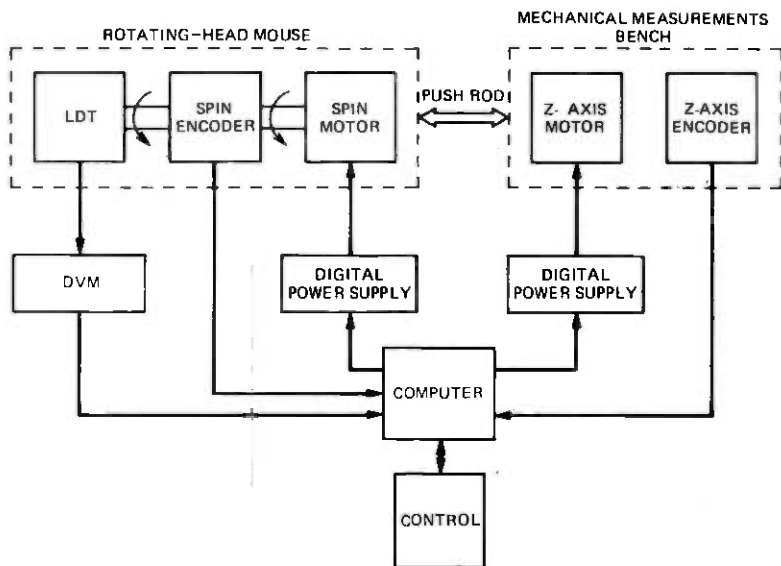 ROTATING-HEAD MOUSE
MECHANICAL MEASUREMENTS
BENCH
LDT
SPIN
ENCODER
SPIN
MOTOR
PUSH ROD
Z- AXIS
MOTOR
Z-AXIS
ENCODER
DVM
DIGITAL
POWER SUPPLY
DIGITAL
POWER SUPPLY
COMPUTER
CONTROL